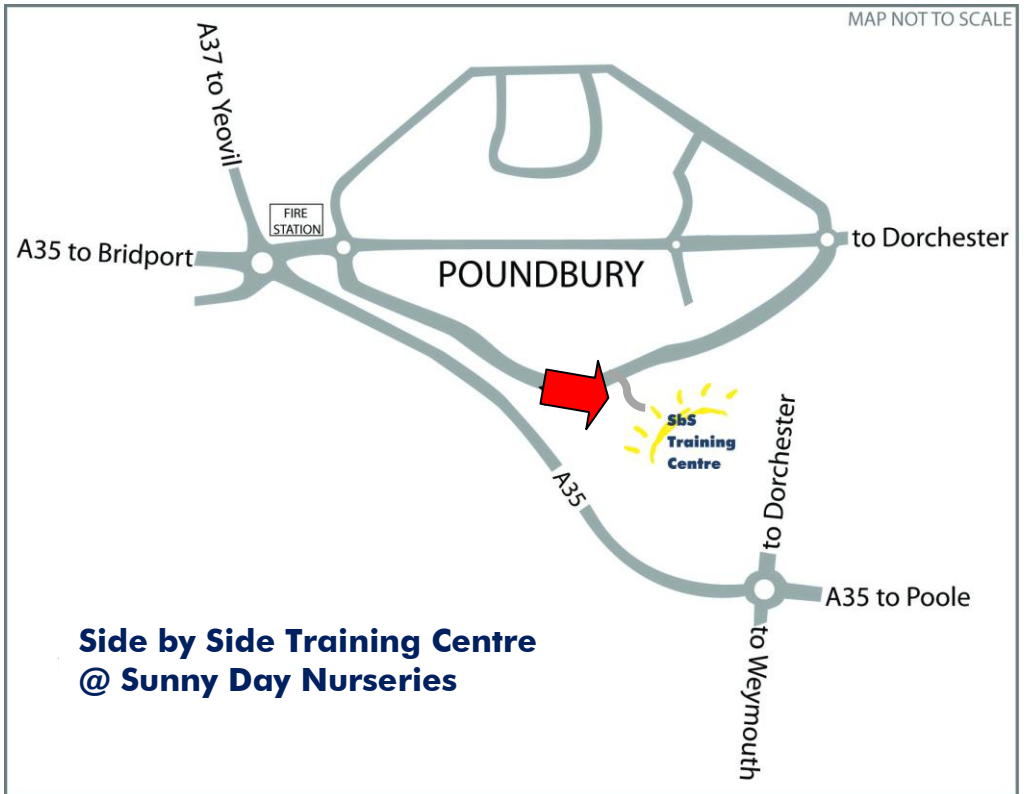 MAP NOT TO SCALE
A37 to Yeovil
FIRE
STATION
A35 to Bridport
to Dorchester
POUNDBURY
SbS
Training
Centre
A35
to Dorchester
A35 to Poole
to Weymouth
Side by Side Training Centre
@ Sunny Day Nurseries